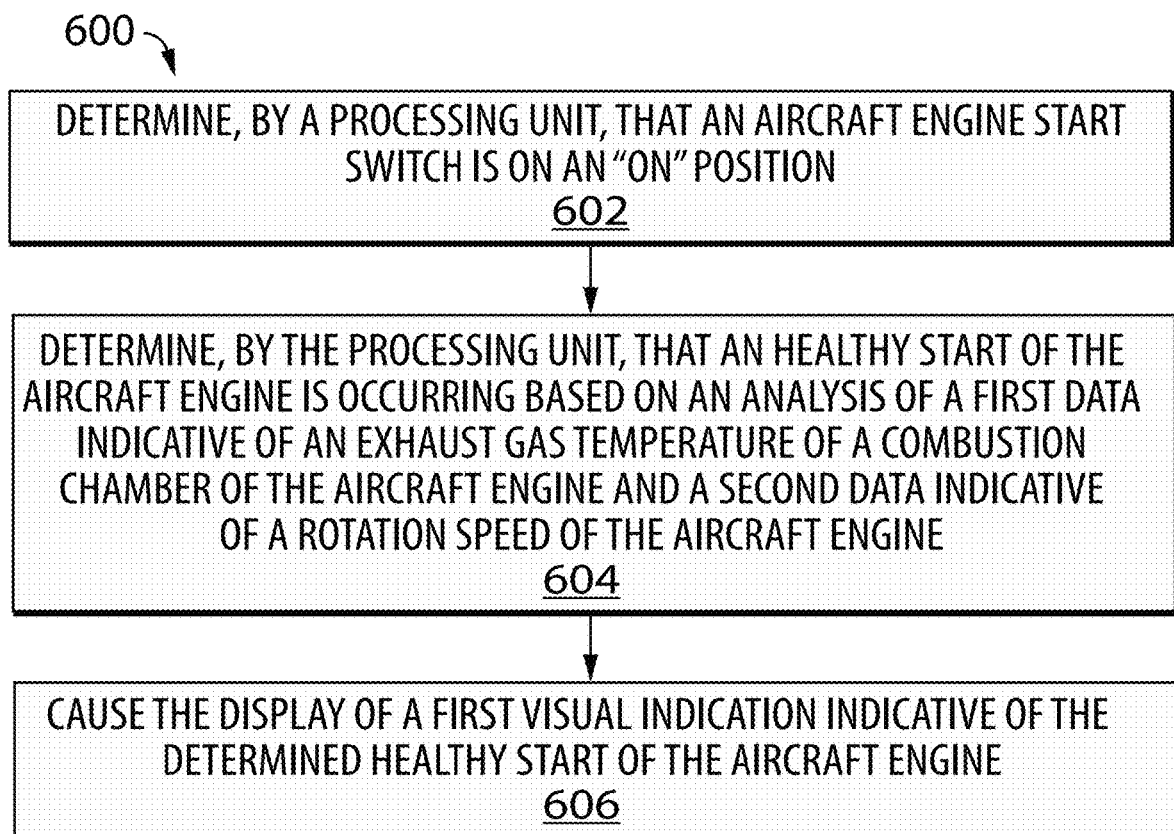 600
DETERMINE, BY A PROCESSING UNIT, THAT AN AIRCRAFT ENGINE START
SWITCH IS ON AN “ON” POSITION
602
DETERMINE, BY THE PROCESSING UNIT, THAT AN HEALTHY START OF THE
AIRCRAFT ENGINE IS OCCURRING BASED ON AN ANALYSIS OF A FIRST DATA
INDICATIVE OF AN EXHAUST GAS TEMPERATURE OF A COMBUSTION
CHAMBER OF THE AIRCRAFT ENGINE AND A SECOND DATA INDICATIVE
OF A ROTATION SPEED OF THE AIRCRAFT ENGINE
604
CAUSE THE DISPLAY OF A FIRST VISUAL INDICATION INDICATIVE OF THE
DETERMINED HEALTHY START OF THE AIRCRAFT ENGINE
606